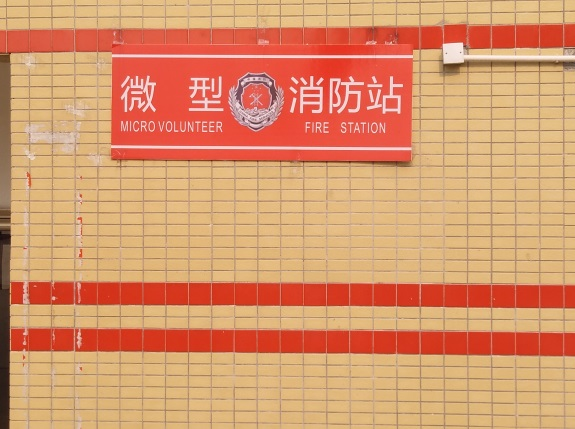 微型 消防站
MICRO VOLUNTEER FIRE STATION